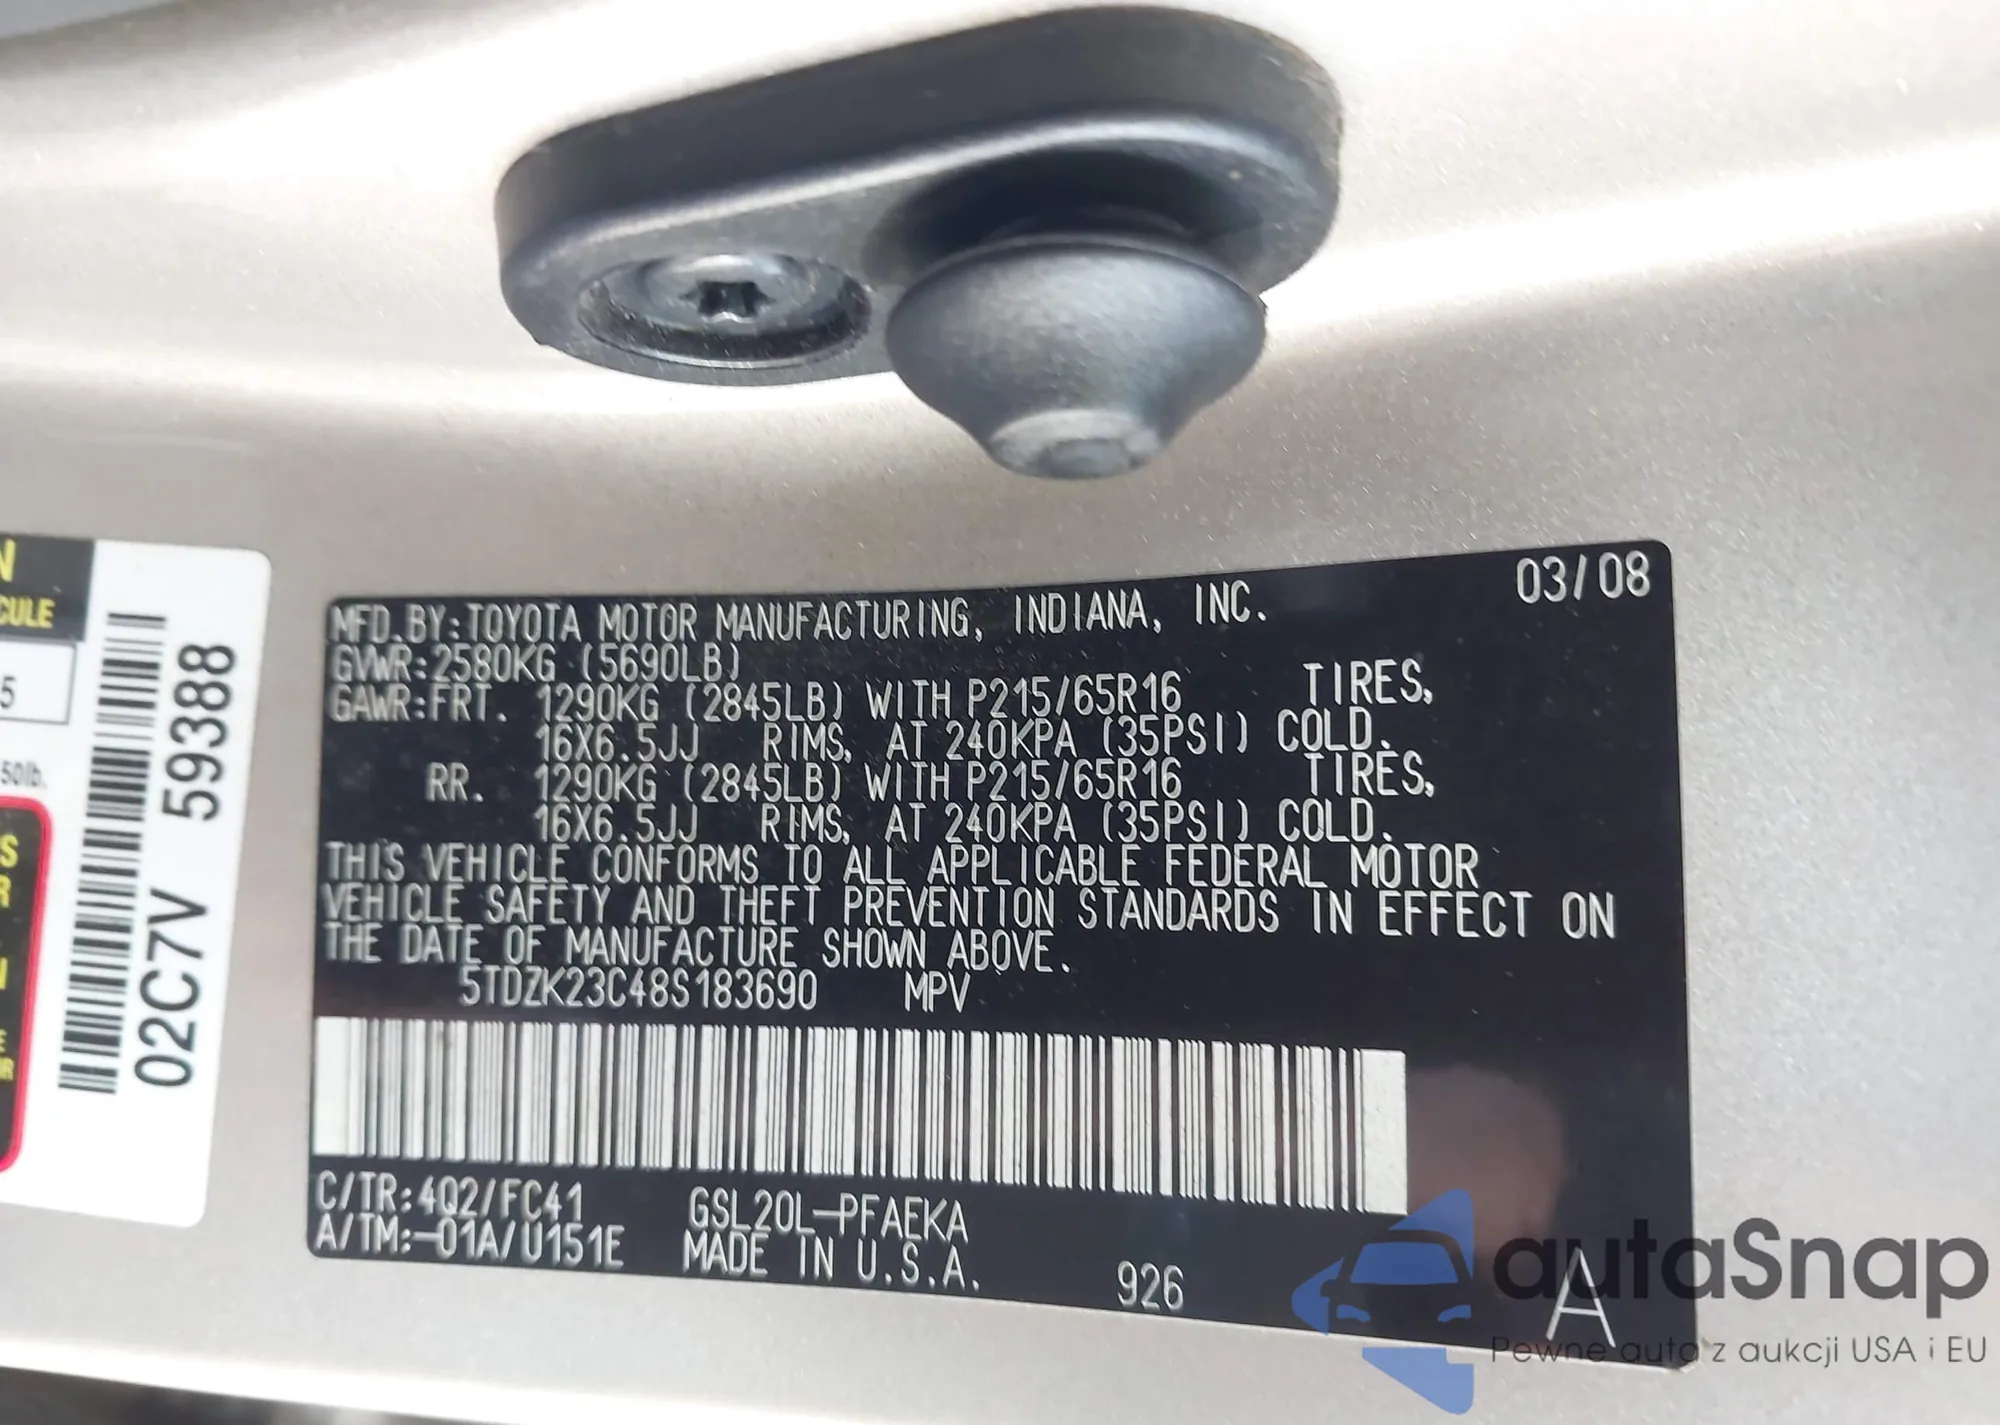 N
CULE
5
50lb.
S
R
N
E
OR
02C7V 59388
03/08
MFD.BY:TOYOTA MOTOR MANUFACTURING, INDIANA, INC.
GVWR:2580KG (5690LB)
GAWR:FRT. 1290KG (2845LB) WITH P215/65R16 TIRES,
16X6.5JJ RIMS, AT 240KPA (35PSI) COLD.
RR. 1290KG (2845LB) WITH P215/65R16 TIRES,
16X6.5JJ RIMS, AT 240KPA (35PSI) COLD.
THIS VEHICLE CONFORMS TO ALL APPLICABLE FEDERAL MOTOR
VEHICLE SAFETY AND THEFT PREVENTION STANDARDS IN EFFECT ON
THE DATE OF MANUFACTURE SHOWN ABOVE.
5TDZK23C48S183690 MPV
C/TR:4Q2/FC41 GSL20L-PFAEKA
A/TM:-01A/U151E MADE IN U.S.A. 926 A
autaSnap
Pewne auta z aukcji USA i EU